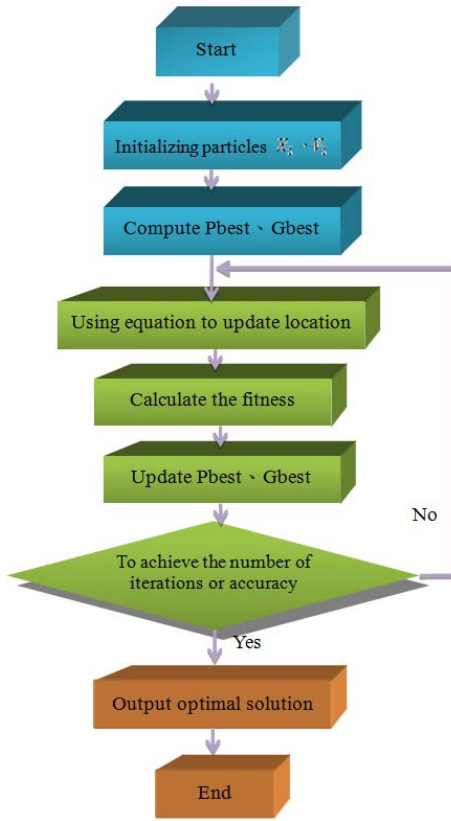 Start
Initializing particles Xᵢ、Vᵢ
Compute Pbest、Gbest
Using equation to update location
Calculate the fitness
Update Pbest、Gbest
No
To achieve the number of
iterations or accuracy
Yes
Output optimal solution
End